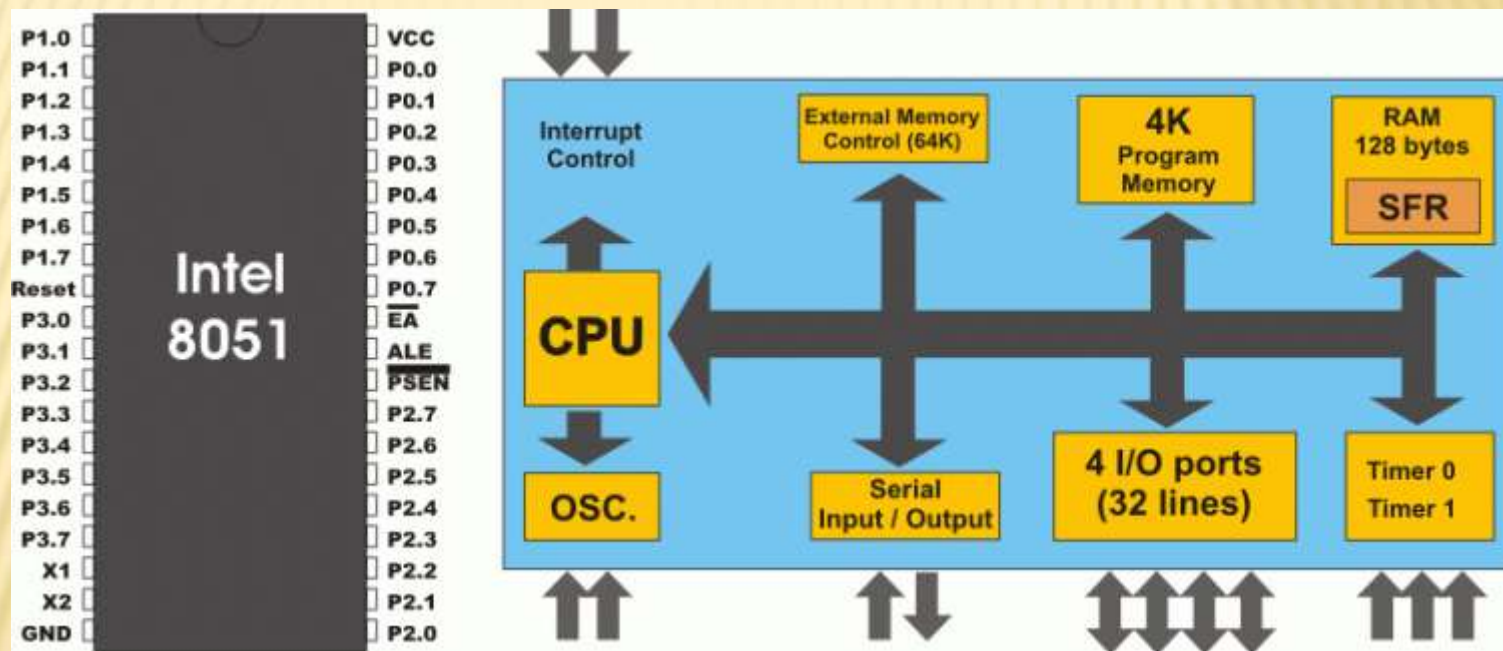 P1.0
P1.1
P1.2
P1.3
P1.4
P1.5
P1.6
P1.7
Reset
P3.0
P3.1
P3.2
P3.3
P3.4
P3.5
P3.6
P3.7
X1
X2
GND
Intel
8051
VCC
P0.0
P0.1
P0.2
P0.3
P0.4
P0.5
P0.6
P0.7
EA
ALE
PSEN
P2.7
P2.6
P2.5
P2.4
P2.3
P2.2
P2.1
P2.0
Interrupt
Control
External Memory
Control (64K)
4K
Program
Memory
RAM
128 bytes
SFR
CPU
OSC.
Serial
Input / Output
4 I/O ports
(32 lines)
Timer 0
Timer 1